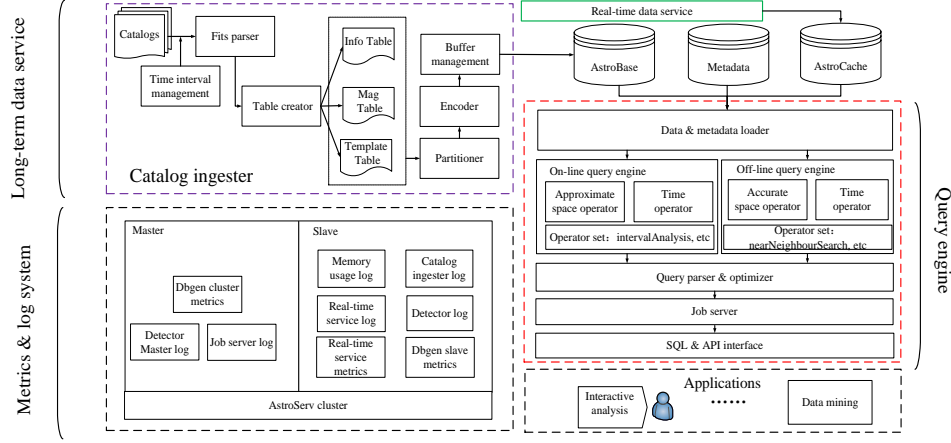 Long-term data service
Catalogs
Fits parser
Time interval
management
Table creator
Info Table
Mag
Table
Template
Table
Buffer
management
Encoder
Partitioner
Catalog ingester
Real-time data service
AstroBase
Metadata
AstroCache
Data & metadata loader
On-line query engine
Approximate
space operator
Time
operator
Operator set：intervalAnalysis, etc
Off-line query engine
Accurate
space operator
Time
operator
Operator set：
nearNeighbourSearch, etc
Query parser & optimizer
Job server
SQL & API interface
Query engine
Metrics & log system
Master
Dbgen cluster
metrics
Detector
Master log
Job server log
Slave
Memory
usage log
Catalog
ingester log
Real-time
service log
Detector log
Real-time
service metrics
Dbgen slave
metrics
AstroServ cluster
Applications
Interactive
analysis
······
Data mining